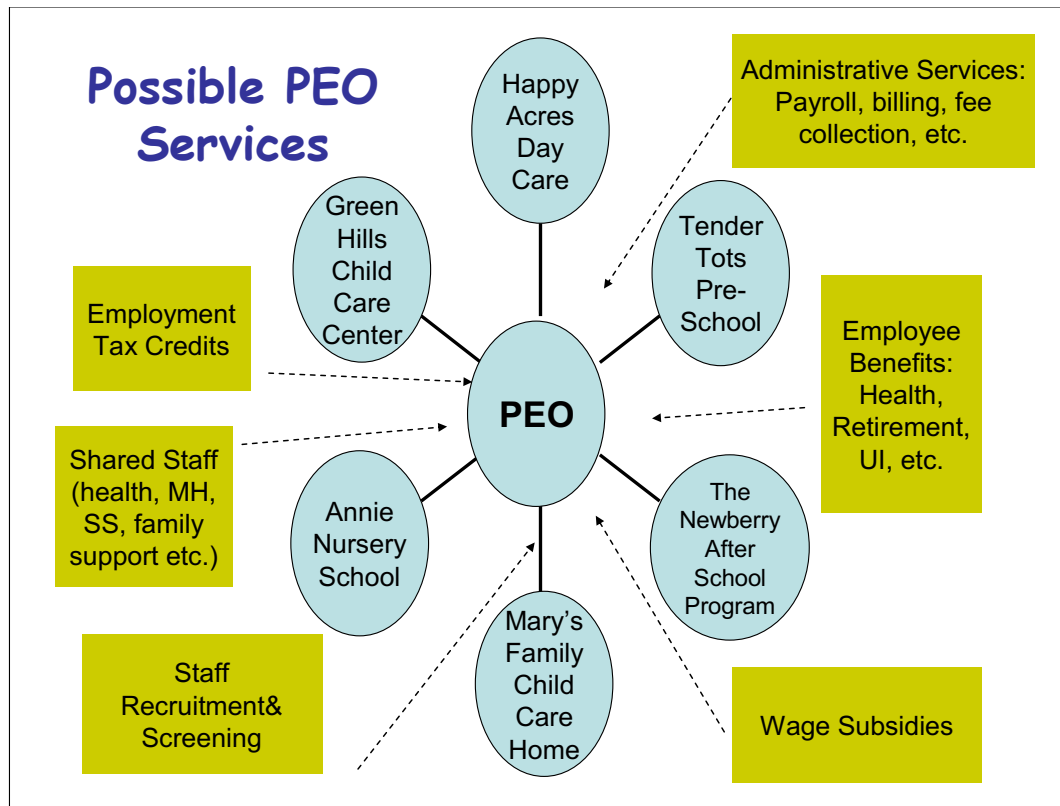 Possible PEO
Services
Happy
Acres
Day
Care
Administrative Services:
Payroll, billing, fee
collection, etc.
Green
Hills
Child
Care
Center
Tender
Tots
Pre-
School
Employment
Tax Credits
Employee
Benefits:
Health,
Retirement,
UI, etc.
PEO
Shared Staff
(health, MH,
SS, family
support etc.)
Annie
Nursery
School
The
Newberry
After
School
Program
Staff
Recruitment&
Screening
Mary’s
Family
Child
Care
Home
Wage Subsidies